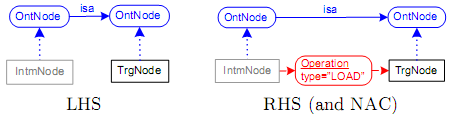 isa
isa
OntNode
OntNode
OntNode
OntNode
IntmNode
TrgNode
IntmNode
Operation
type="LOAD"
TrgNode
LHS
RHS (and NAC)